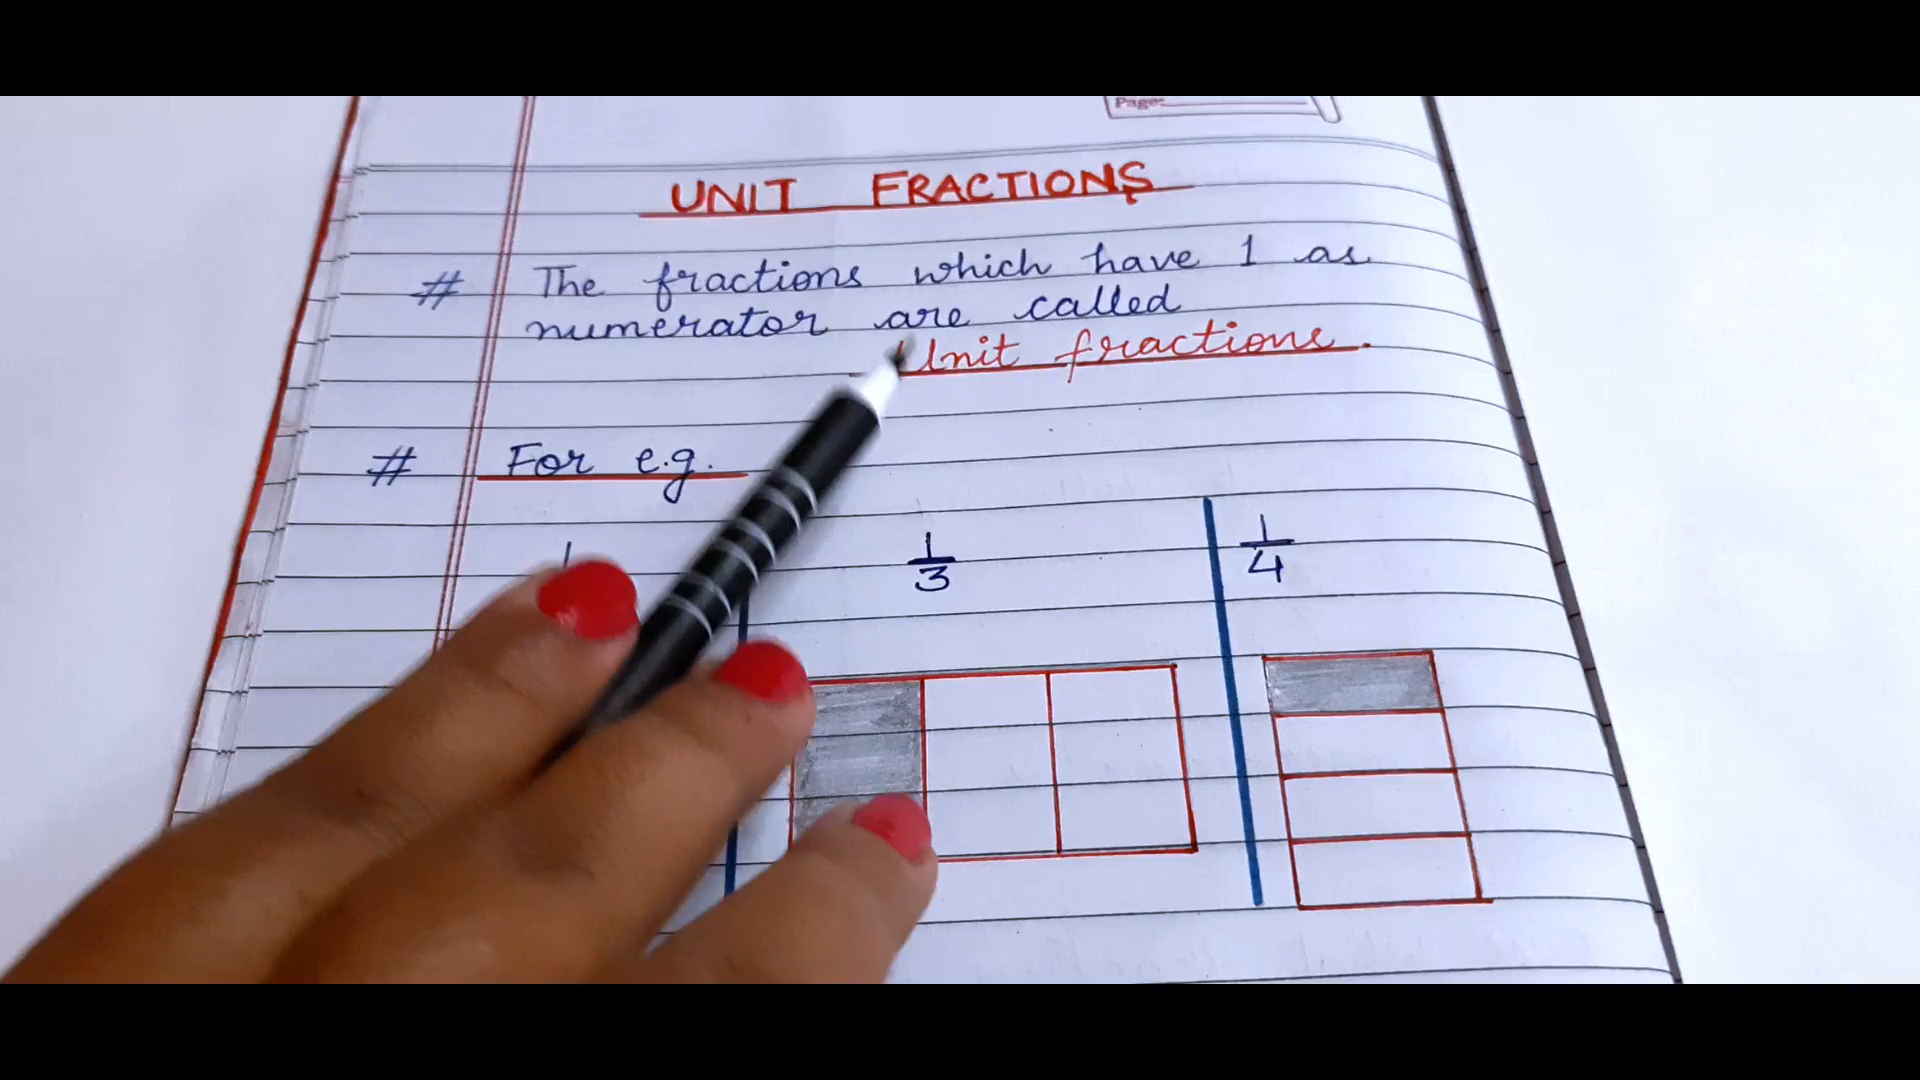 Page:
UNIT FRACTIONS
# The fractions which have 1 as
numerator are called
Unit fractions.
# For e.g.
1/3 1/4